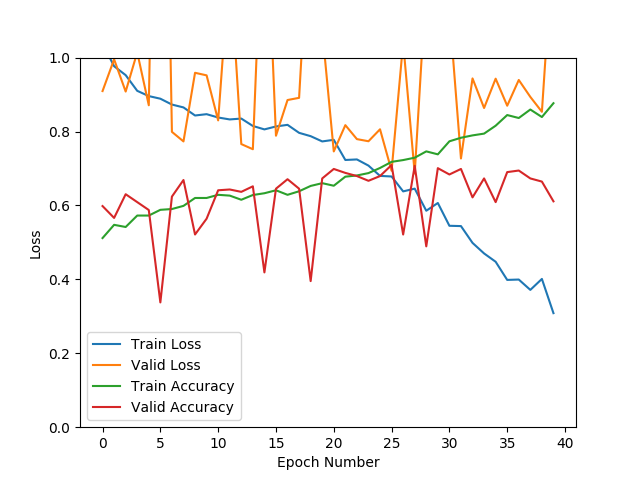 1.0
0.8
0.6
0.4
0.2
0.0
Loss
Train Loss
Valid Loss
Train Accuracy
Valid Accuracy
0 5 10 15 20 25 30 35 40
Epoch Number